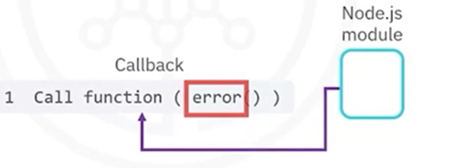 Node.js
module
Callback
1 Call function ( error() )